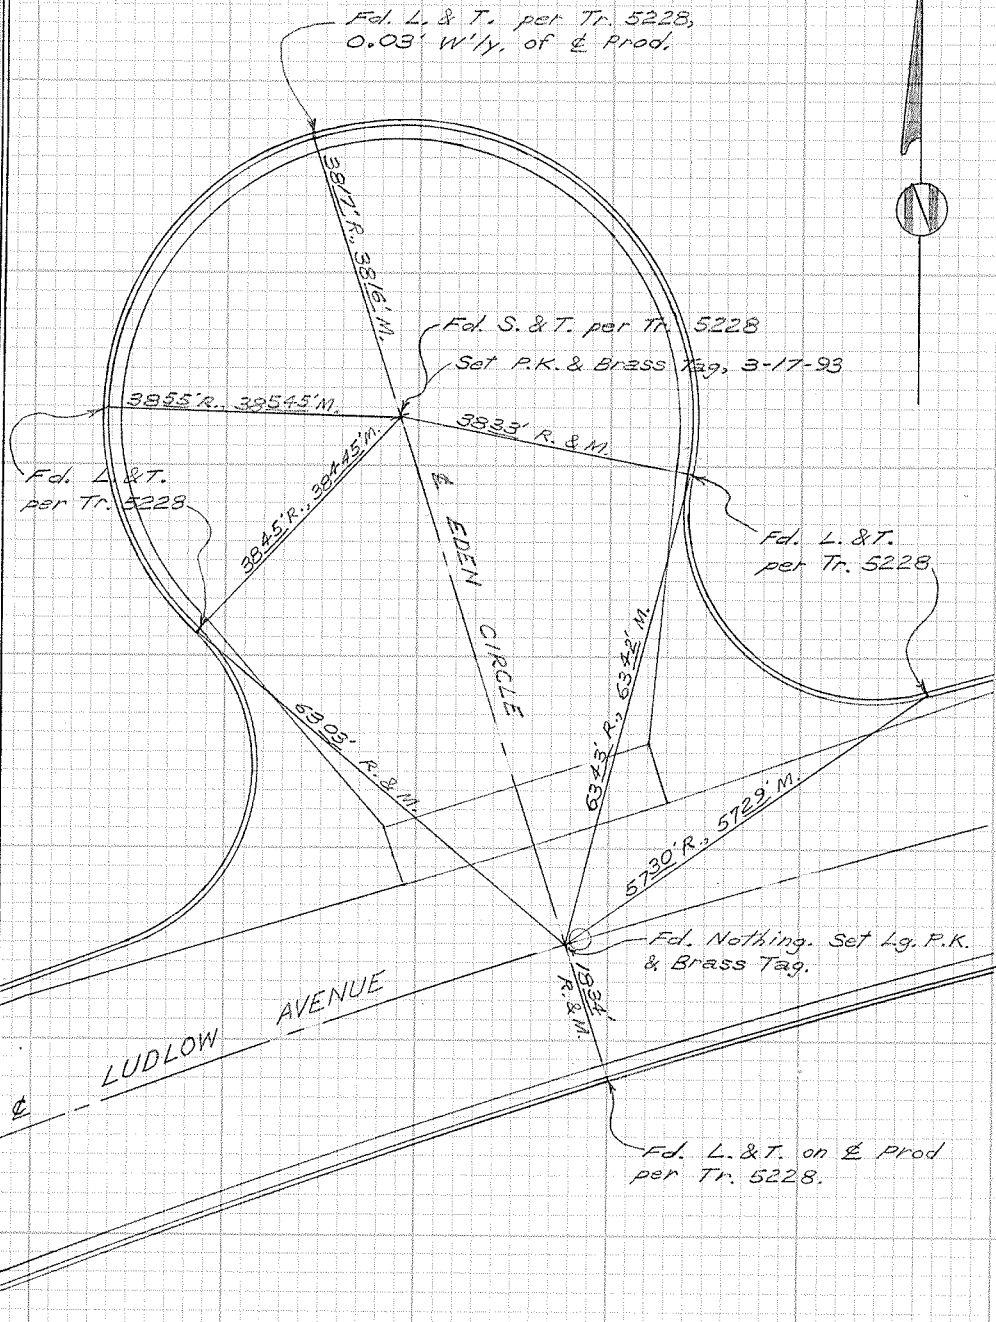 Fd. L. & T. per Tr. 5228,
0.03' W'ly. of ℄ Prod.
N
38 17' R., 38 16' M.
Fd. S. & T. per Tr. 5228
Set P.K. & Brass Tag, 3-17-93
38 55' R., 38 545' M.
38 33' R. & M.
38 45' R., 38 445' M.
Fd. L. & T.
per Tr. 5228
℄ EDEN CIRCLE
Fd. L. & T.
per Tr. 5228
63 03' R. & M.
63 43' R., 63 42' M.
57 30' R., 57 29' M.
Fd. Nothing. Set Lg. P.K.
& Brass Tag.
18 34'
R. & M.
℄ LUDLOW AVENUE
Fd. L. & T. on ℄ Prod
per Tr. 5228.